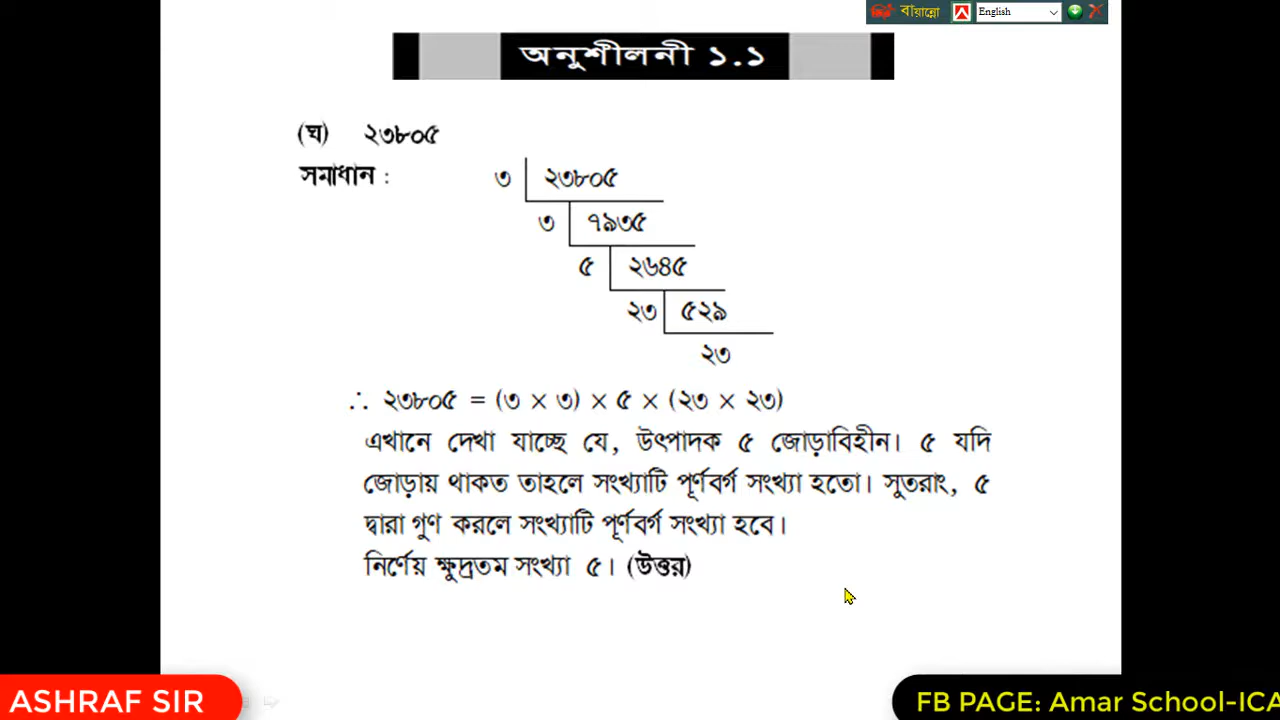 বায়ান্নো English
অনুশীলনী ১.১
(ঘ) ২৩৮০৫
সমাধান :
৩ ২৩৮০৫
৩ ৭৯৩৫
৫ ২৬৪৫
২৩ ৫২৯
২৩
∴ ২৩৮০৫ = (৩ × ৩) × ৫ × (২৩ × ২৩)
এখানে দেখা যাচ্ছে যে, উৎপাদক ৫ জোড়াবিহীন। ৫ যদি
জোড়ায় থাকত তাহলে সংখ্যাটি পূর্ণবর্গ সংখ্যা হতো। সুতরাং, ৫
দ্বারা গুণ করলে সংখ্যাটি পূর্ণবর্গ সংখ্যা হবে।
নির্ণেয় ক্ষুদ্রতম সংখ্যা ৫। (উত্তর)
ASHRAF SIR
FB PAGE: Amar School-ICA